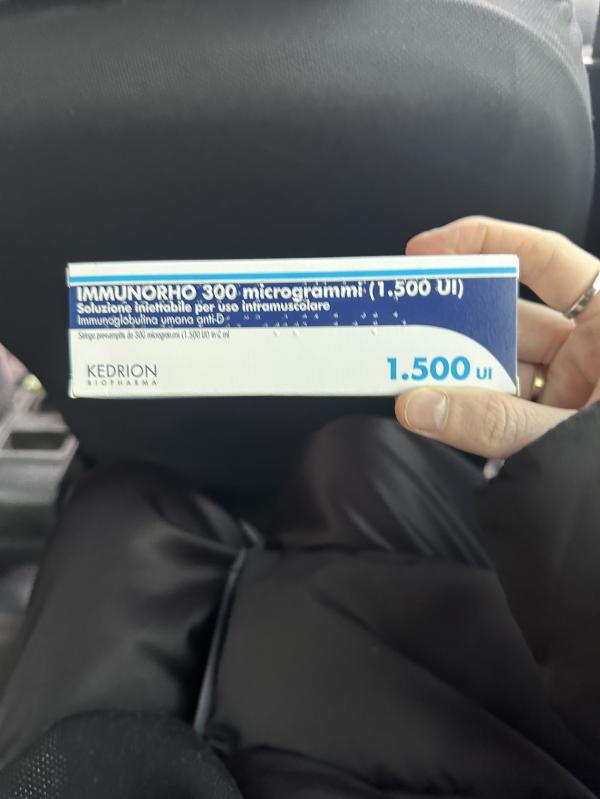 IMMUNORHO 300 microgrammi (1.500 UI)
Soluzione iniettabile per uso intramuscolare
Immunoglobulina umana anti-D
Siringa preriempita da 300 microgrammi (1.500 UI) in 2 ml
KEDRION
BIOPHARMA
1.500 UI